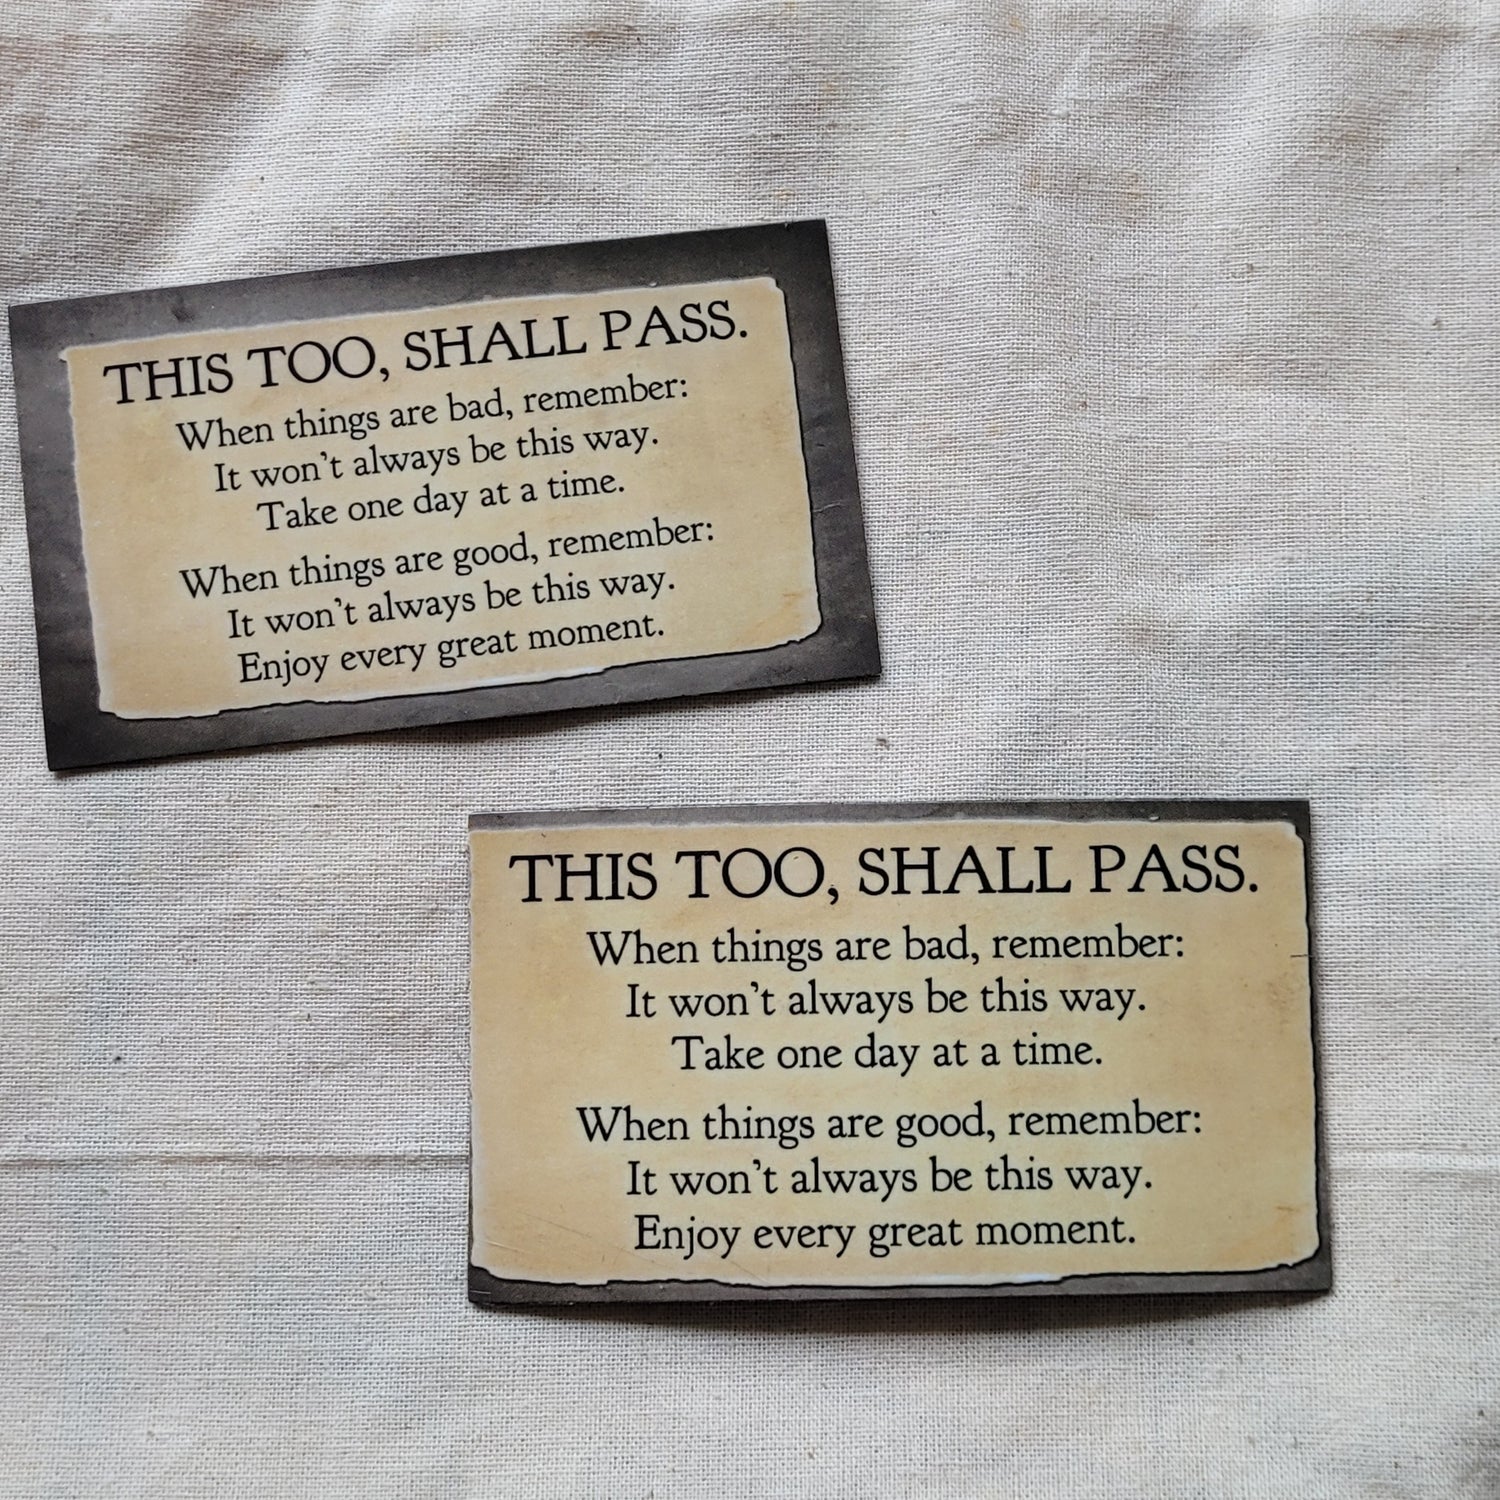 THIS TOO, SHALL PASS.
When things are bad, remember:
It won't always be this way.
Take one day at a time.
When things are good, remember:
It won't always be this way.
Enjoy every great moment.
THIS TOO, SHALL PASS.
When things are bad, remember:
It won't always be this way.
Take one day at a time.
When things are good, remember:
It won't always be this way.
Enjoy every great moment.